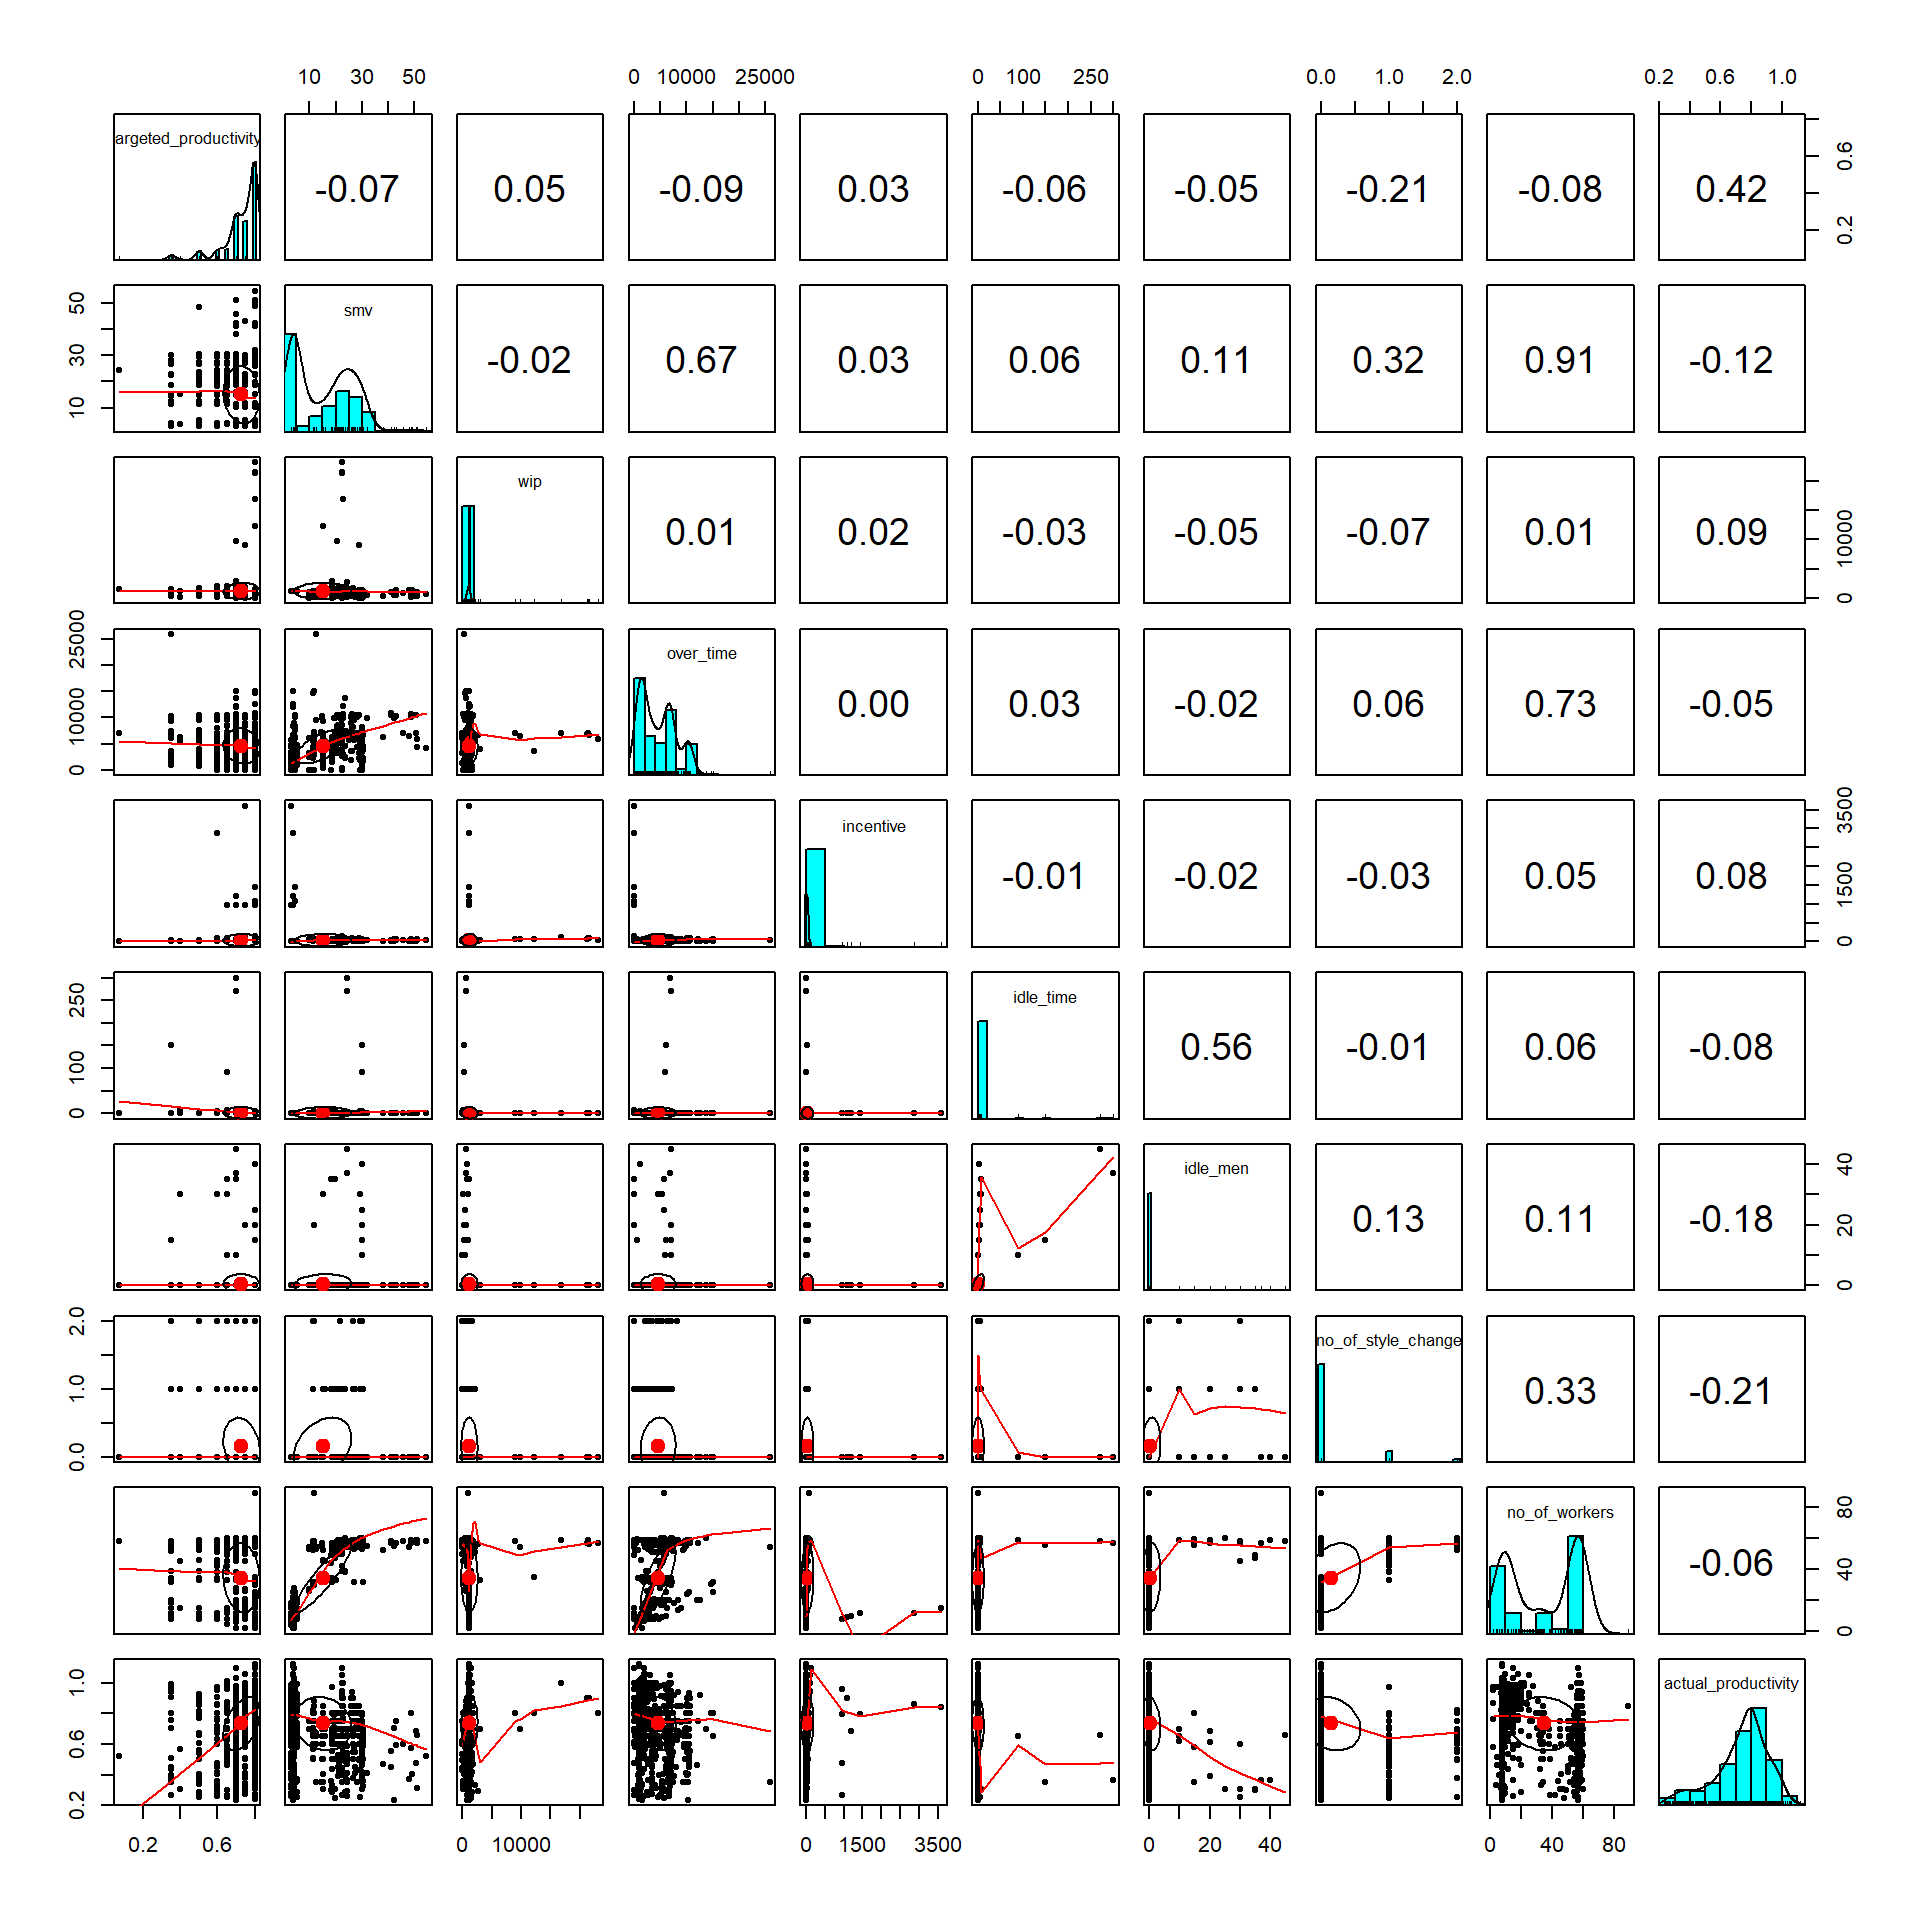 10 30 50 0 10000 25000 0 100 250 0.0 1.0 2.0 0.2 0.6 1.0
argeted_productivity -0.07 0.05 -0.09 0.03 -0.06 -0.05 -0.21 -0.08 0.42 0.2 0.6
10 30 50 smv -0.02 0.67 0.03 0.06 0.11 0.32 0.91 -0.12
wip 0.01 0.02 -0.03 -0.05 -0.07 0.01 0.09 0 10000
0 10000 25000 over_time 0.00 0.03 -0.02 0.06 0.73 -0.05
incentive -0.01 -0.02 -0.03 0.05 0.08 0 1500 3500
0 100 250 idle_time 0.56 -0.01 0.06 -0.08
idle_men 0.13 0.11 -0.18 0 20 40
0.0 1.0 2.0 no_of_style_change 0.33 -0.21
no_of_workers -0.06 0 40 80
0.2 0.6 1.0 actual_productivity
0.2 0.6 0 10000 0 1500 3500 0 20 40 0 40 80